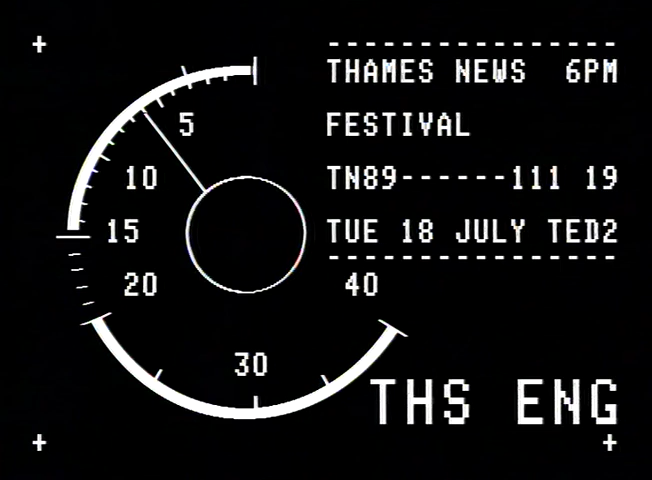 THAMES NEWS 6PM
FESTIVAL
TN89------111 19
TUE 18 JULY TED2
5
10
15
20
30
40
THS ENG